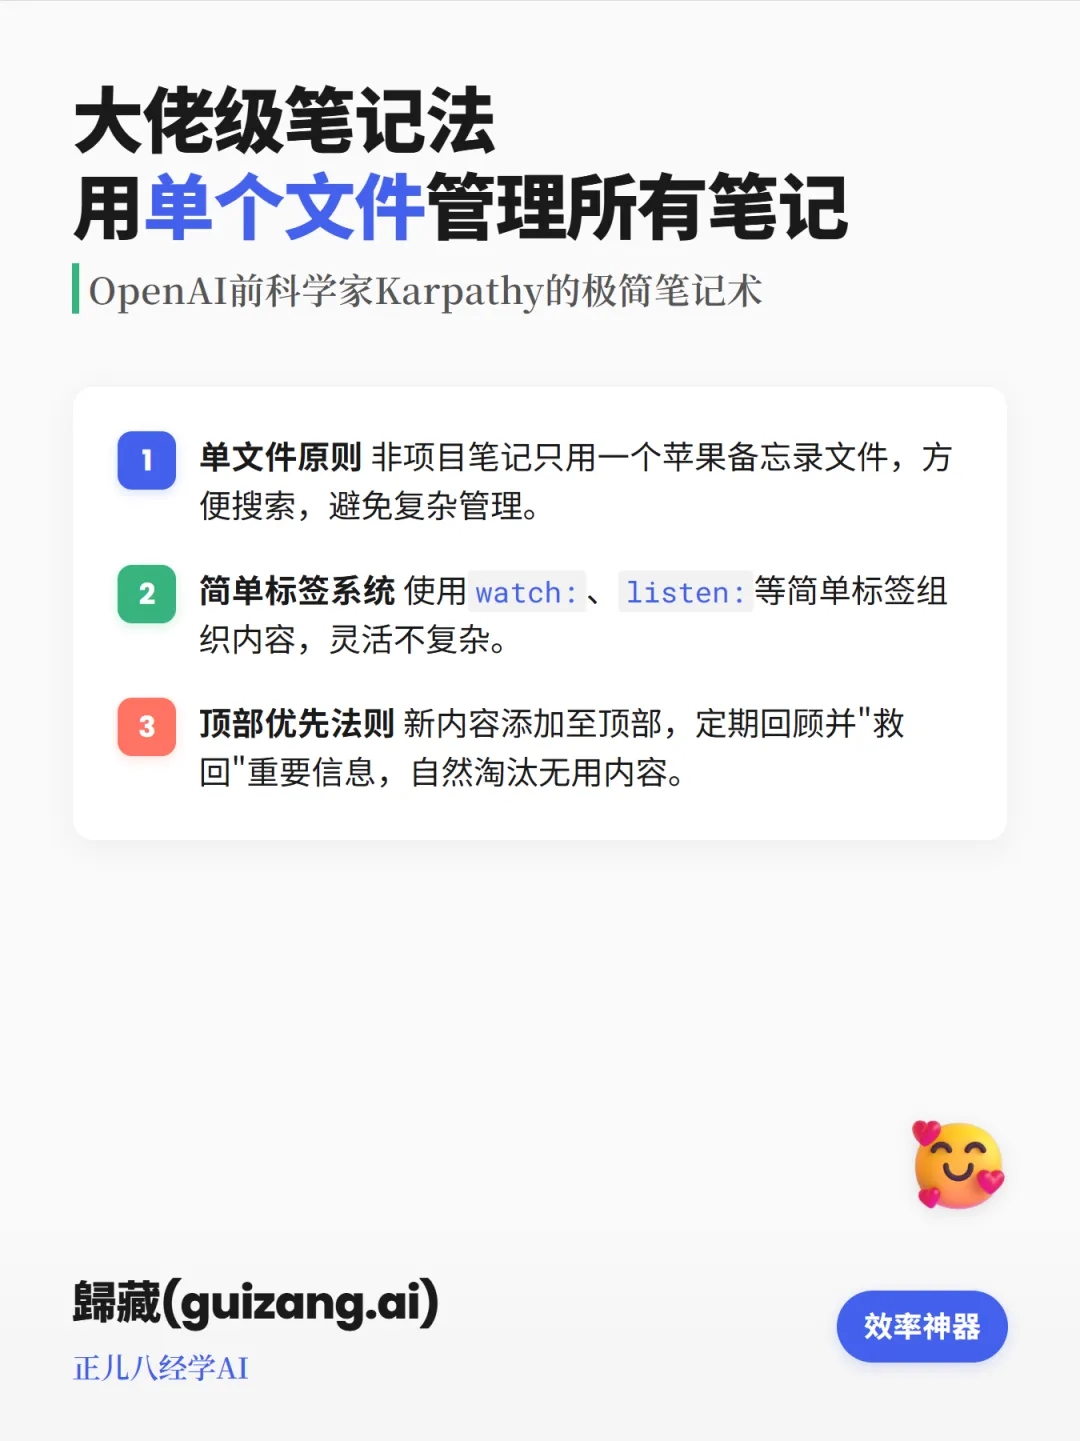 大佬级笔记法
用单个文件管理所有笔记
OpenAI前科学家Karpathy的极简笔记术
1 单文件原则 非项目笔记只用一个苹果备忘录文件，方
便搜索，避免复杂管理。
2 简单标签系统 使用watch:、listen:等简单标签组
织内容，灵活不复杂。
3 顶部优先法则 新内容添加至顶部，定期回顾并"救
回"重要信息，自然淘汰无用内容。
歸藏(guizang.ai)
正儿八经学AI
效率神器